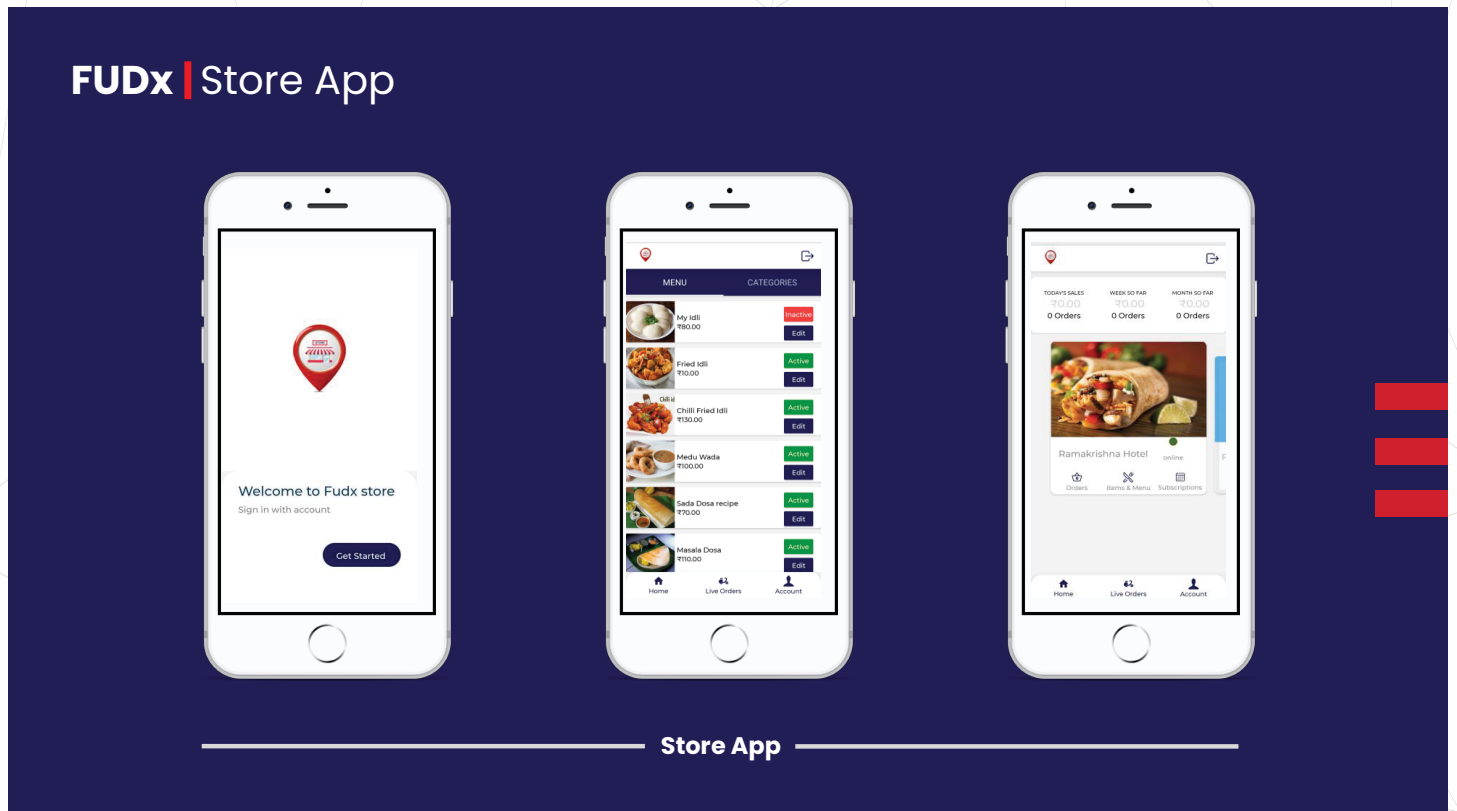 FUDx | Store App
Welcome to Fudx store
Sign in with account
Get Started
MENU CATEGORIES
My Idli
₹80.00
Inactive
Edit
Fried Idli
₹10.00
Active
Edit
Chilli Fried Idli
₹130.00
Active
Edit
Medu Wada
₹100.00
Active
Edit
Sada Dosa recipe
₹70.00
Active
Edit
Masala Dosa
₹110.00
Active
Edit
Home Live Orders Account
TODAY'S SALES WEEK SO FAR MONTH SO FAR
₹0.00 ₹0.00 ₹0.00
0 Orders 0 Orders 0 Orders
Ramakrishna Hotel online
Orders Items & Menu Subscriptions
Home Live Orders Account
Store App